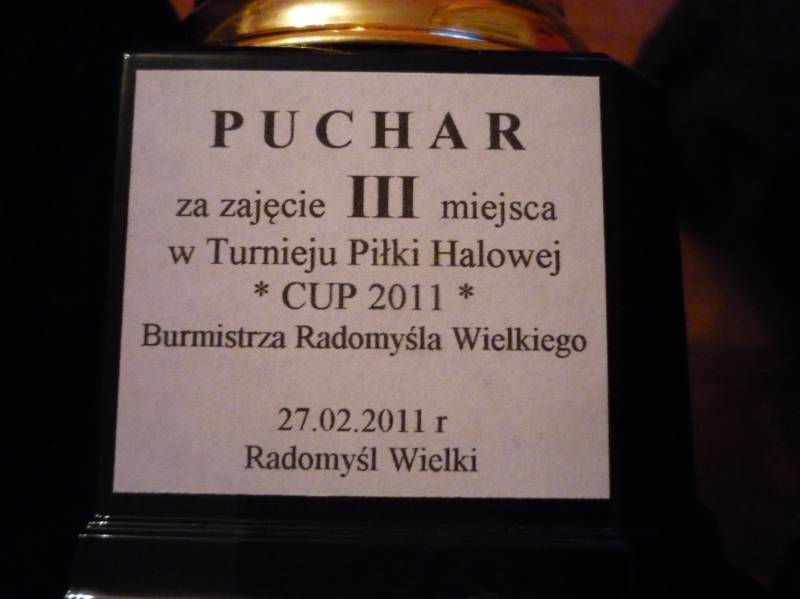 PUCHAR
za zajęcie III miejsca
w Turnieju Piłki Halowej
* CUP 2011 *
Burmistrza Radomyśla Wielkiego
27.02.2011 r
Radomyśl Wielki